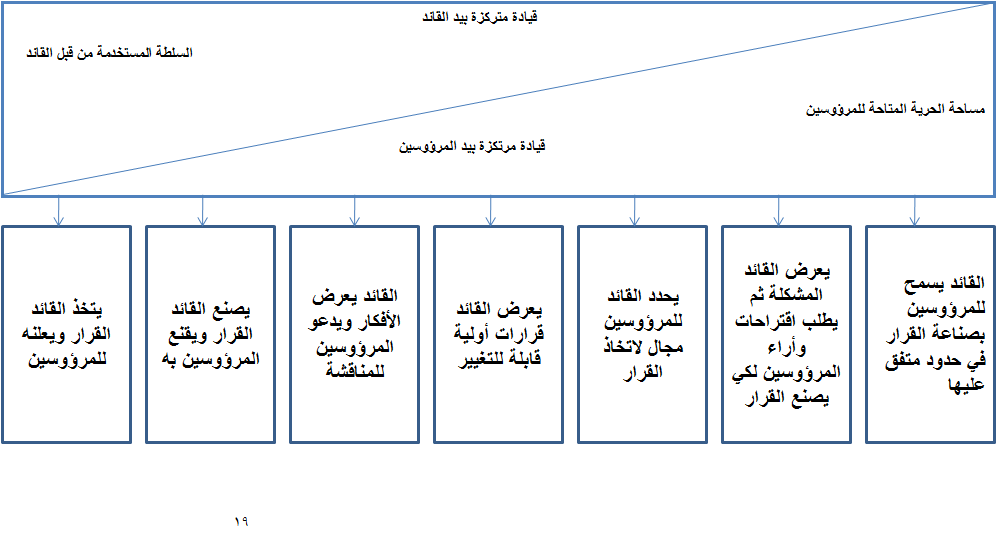 قيادة متركزة بيد القائد
السلطة المستخدمة من قبل القائد
مساحة الحرية المتاحة للمرؤوسين
قيادة مرتكزة بيد المرؤوسين
القائد يسمح
للمرؤوسين
بصناعة القرار
في حدود متفق
عليها
يعرض القائد
المشكلة ثم
يطلب اقتراحات
وأراء
المرؤوسين لكي
يصنع القرار
يحدد القائد
للمرؤوسين
مجال لاتخاذ
القرار
يعرض القائد
قرارات أولية
قابلة للتغيير
القائد يعرض
الأفكار ويدعو
المرؤوسين
للمناقشة
يصنع القائد
القرار ويقنع
المرؤوسين به
يتخذ القائد
القرار ويعلنه
للمرؤوسين
١٩